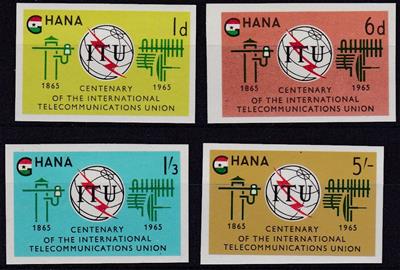 GHANA 1d
ITU
1865 1965
CENTENARY
OF THE INTERNATIONAL
TELECOMMUNICATIONS UNION
GHANA 6d
ITU
1865 1965
CENTENARY
OF THE INTERNATIONAL
TELECOMMUNICATIONS UNION
GHANA 1/3
ITU
1865 1965
CENTENARY
OF THE INTERNATIONAL
TELECOMMUNICATIONS UNION
GHANA 5/-
ITU
1865 1965
CENTENARY
OF THE INTERNATIONAL
TELECOMMUNICATIONS UNION